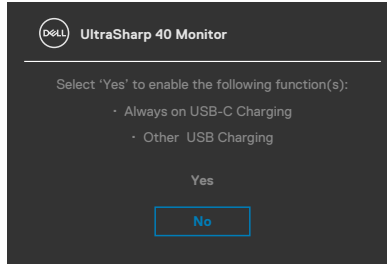 DELL UltraSharp 40 Monitor
Select ‘Yes’ to enable the following function(s):
· Always on USB-C Charging
· Other USB Charging
Yes
No